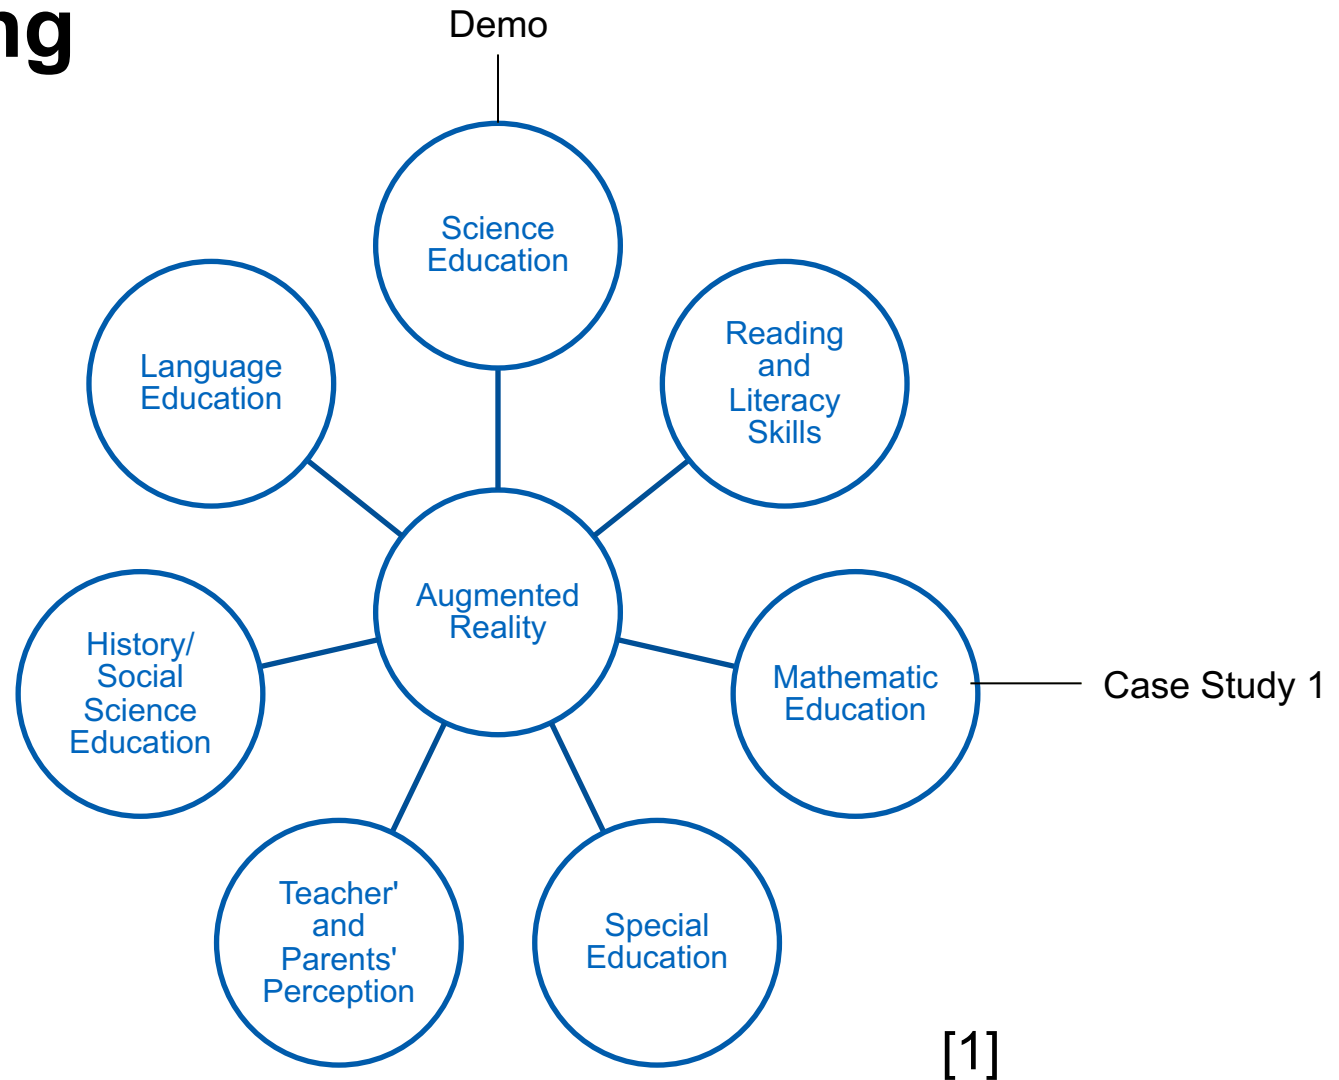 ng
Demo
Science
Education
Reading
and
Literacy
Skills
Language
Education
Augmented
Reality
Mathematic
Education
Case Study 1
History/
Social
Science
Education
Teacher'
and
Parents'
Perception
Special
Education
[1]